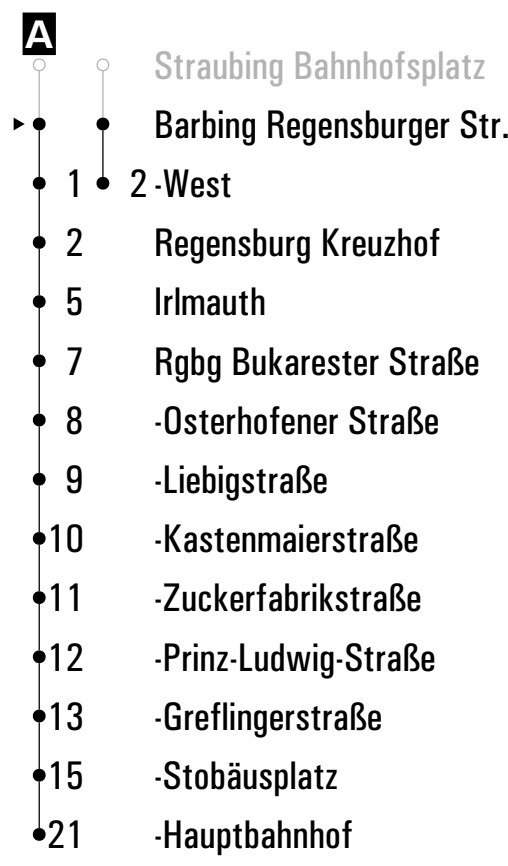 A
Straubing Bahnhofsplatz
Barbing Regensburger Str.
1 2 -West
2 Regensburg Kreuzhof
5 Irlmauth
7 Rgbg Bukarester Straße
8 -Osterhofener Straße
9 -Liebigstraße
10 -Kastenmaierstraße
11 -Zuckerfabrikstraße
12 -Prinz-Ludwig-Straße
13 -Greflingerstraße
15 -Stobäusplatz
21 -Hauptbahnhof